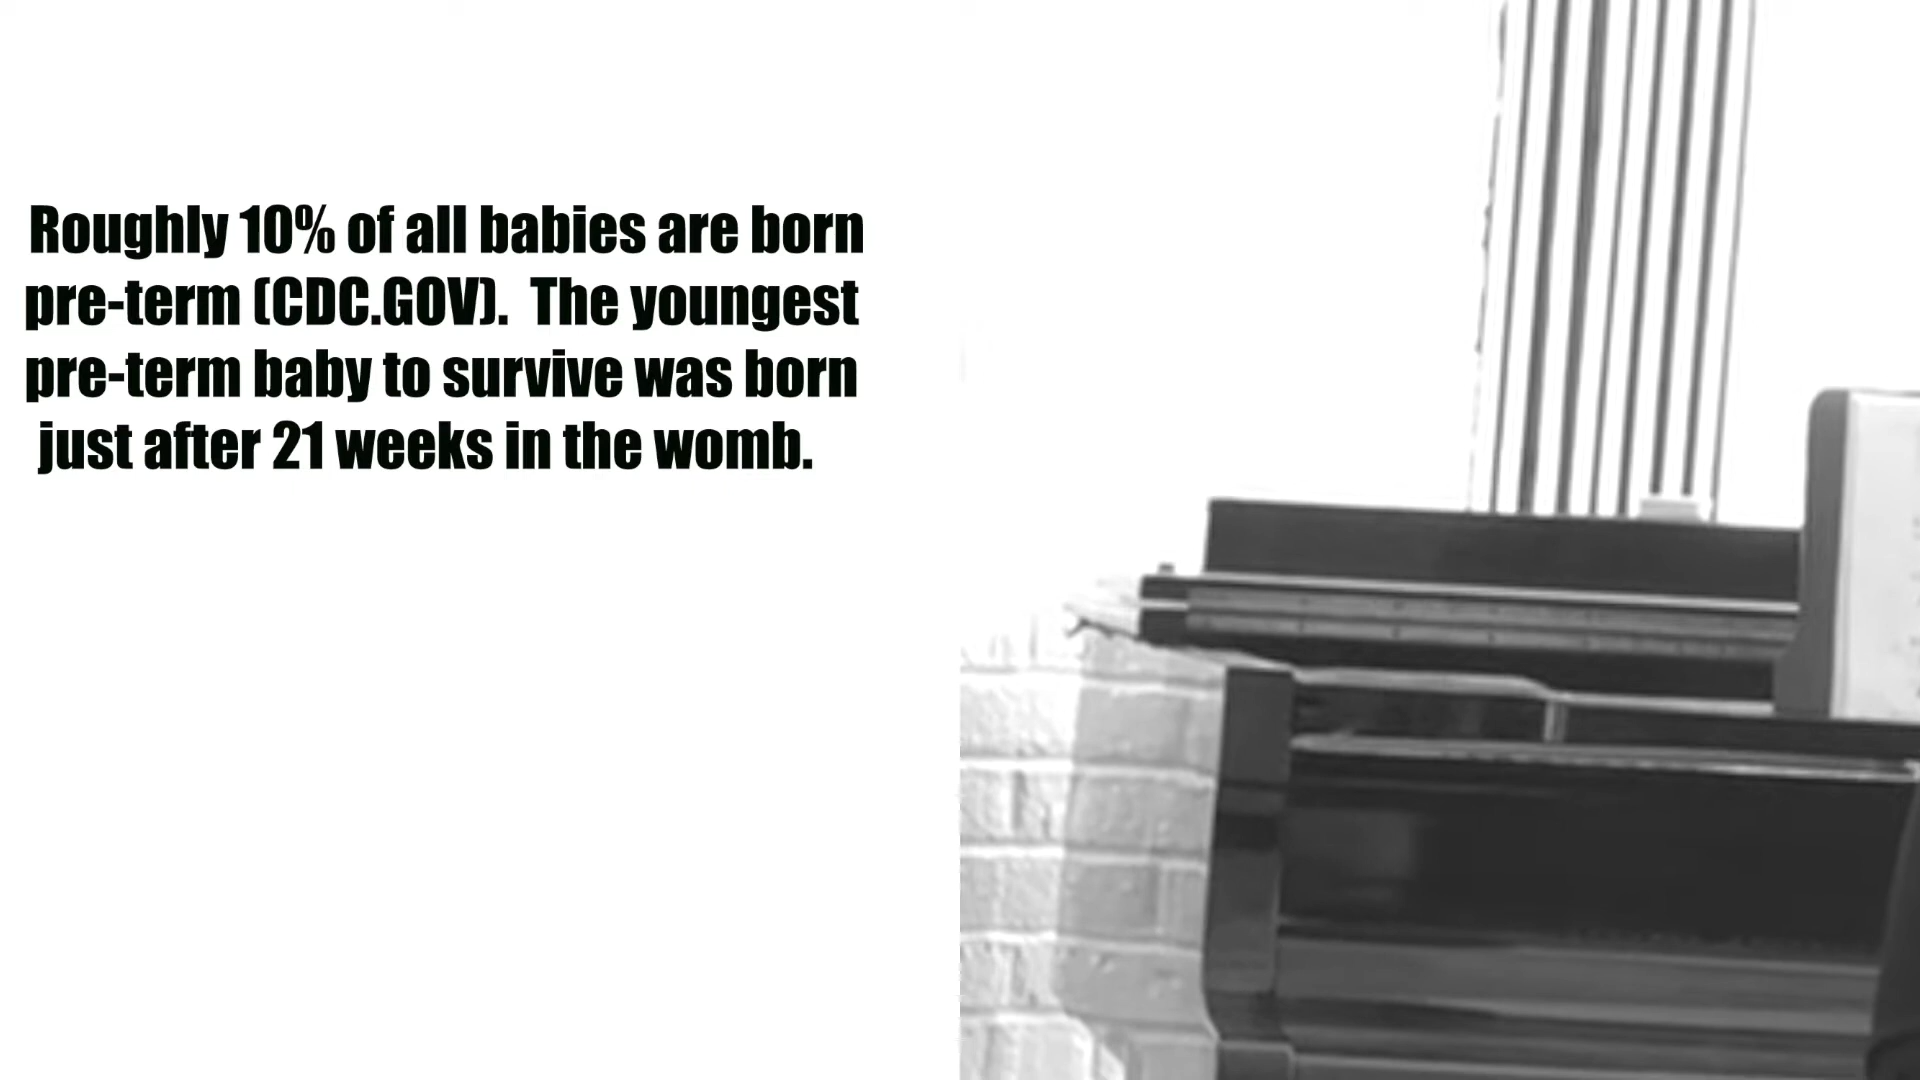 Roughly 10% of all babies are born
pre-term (CDC.GOV).  The youngest
pre-term baby to survive was born
just after 21 weeks in the womb.